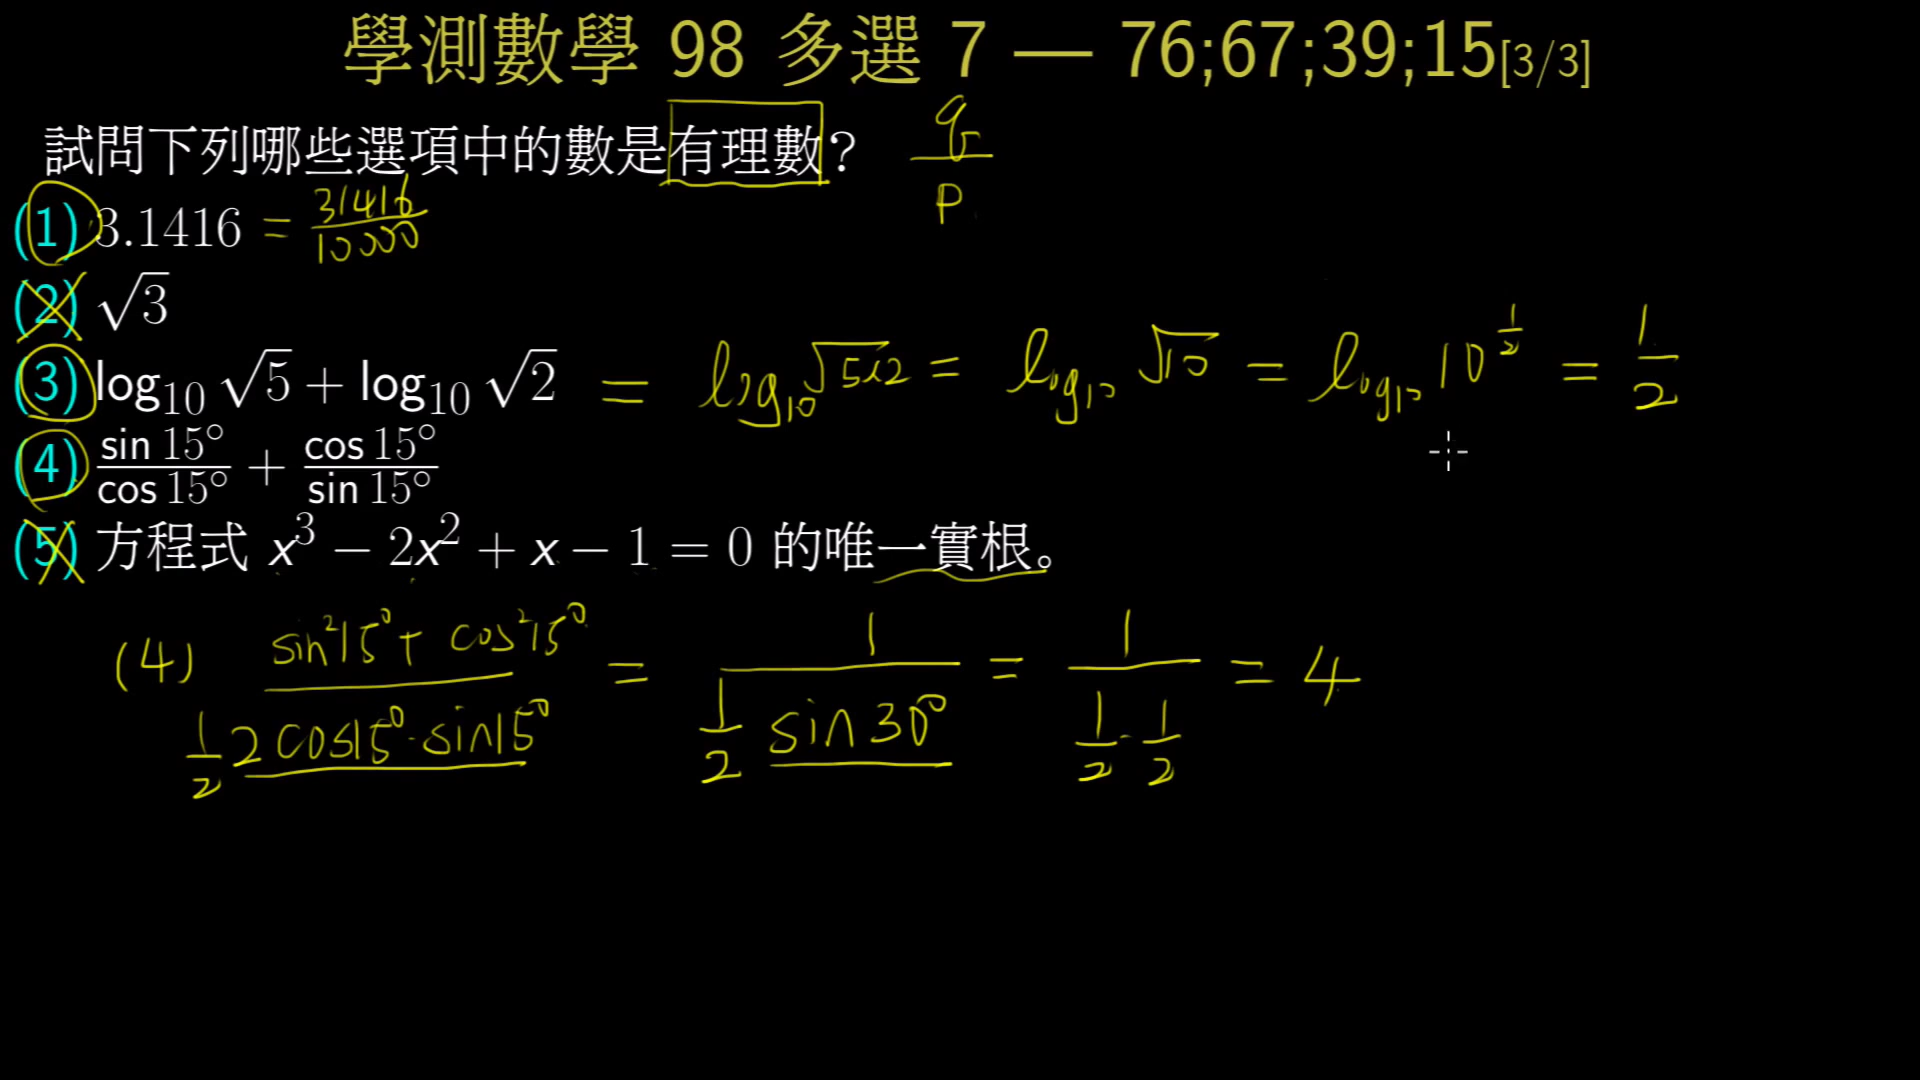 學測數學 98 多選 7 — 76;67;39;15[3/3]
試問下列哪些選項中的數是有理數? q/p
(1) 3.1416 = 31416/10000
(2) √3
(3) log₁₀ √5 + log₁₀ √2 = log₁₀ √5×2 = log₁₀ √10 = log₁₀ 10^(1/2) = 1/2
(4) sin 15°/cos 15° + cos 15°/sin 15°
(5) 方程式 x³ − 2x² + x − 1 = 0 的唯一實根。
(4) (sin²15° + cos²15°)/(1/2 2cos15°·sin15°) = 1/(1/2 sin30°) = 1/(1/2·1/2) = 4